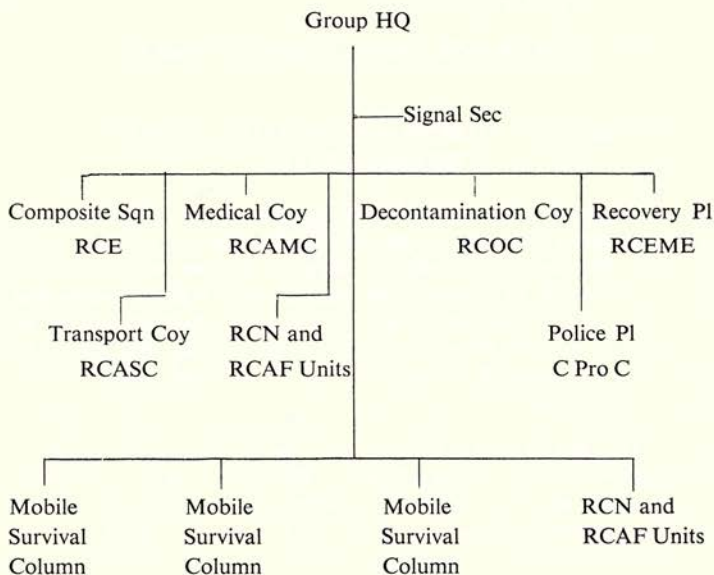 Group HQ
Signal Sec
Composite Sqn
RCE
Medical Coy
RCAMC
Decontamination Coy
RCOC
Recovery Pl
RCEME
Transport Coy
RCASC
RCN and
RCAF Units
Police Pl
C Pro C
Mobile
Survival
Column
Mobile
Survival
Column
Mobile
Survival
Column
RCN and
RCAF Units